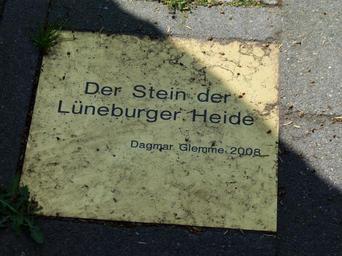 Der Stein der
Lüneburger Heide
Dagmar Glemme 2008